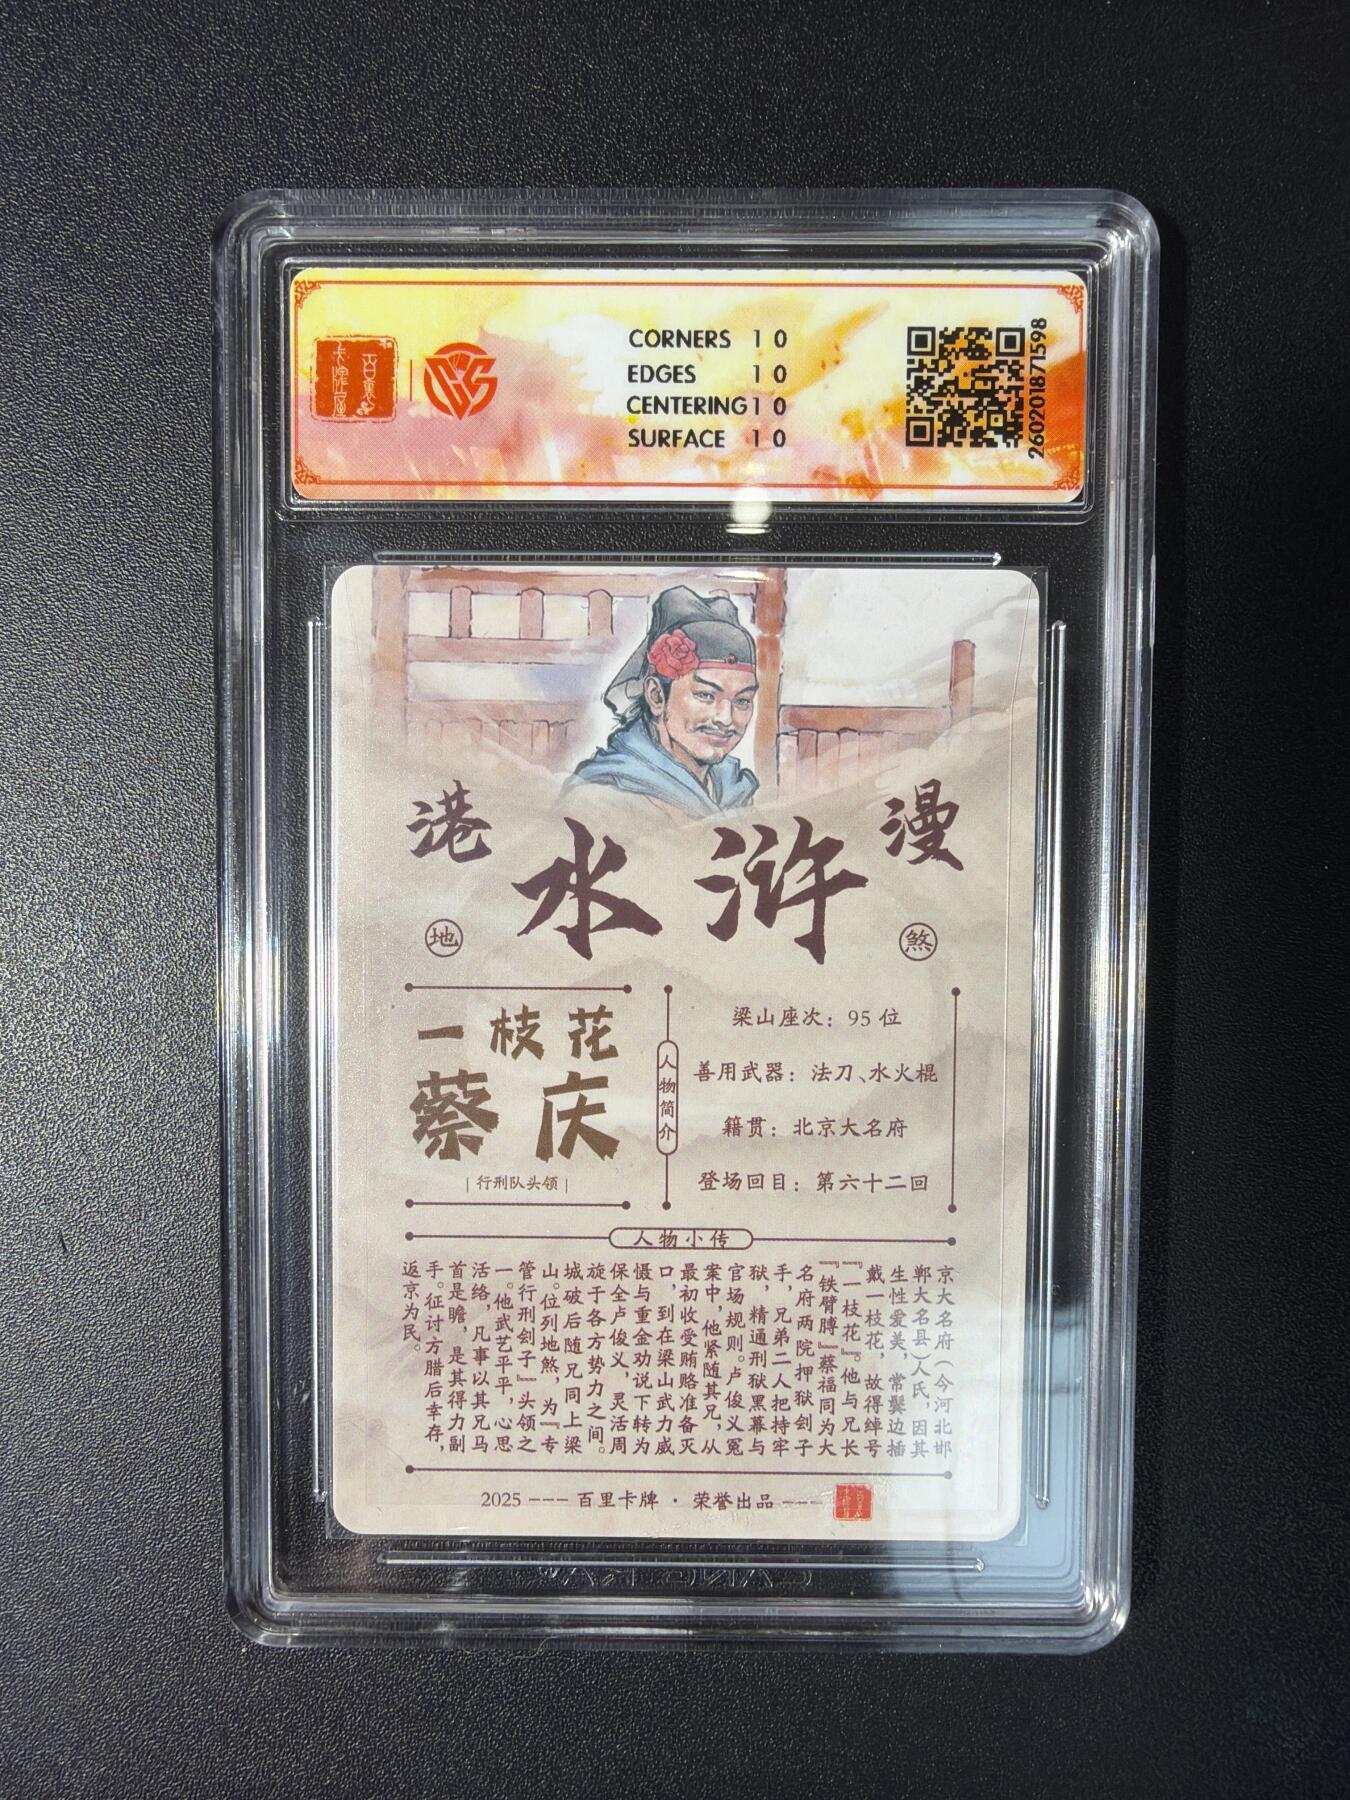 CORNERS 10
EDGES 10
CENTERING 10
SURFACE 10
260201871598
港漫
水浒
地煞
一枝花
蔡庆
|行刑队头领|
人物简介
梁山座次：95位
善用武器：法刀、水火棍
籍贯：北京大名府
登场回目：第六十二回
人物小传
京大名府（今河北邯
郸大名县）人氏，因其
生性爱美，常鬓边插
戴一枝花，故得绰号
『一枝花』。他与兄长
『铁臂膊』蔡福同为大
名府两院押狱刽子
手，兄弟二人把持牢
狱，精通刑狱黑幕与
官场规则。卢俊义冤
案中，他紧随其兄，从
最初收受贿赂准备灭
口，到在梁山武力威
慑与重金劝说下转为
保全卢俊义，灵活周
旋于各方势力之间。
城破后随兄同上梁
山。位列地煞，为『专
管行刑刽子』头领之
一。他武艺平平，心思
活络，凡事以其兄马
首是瞻，是其得力副
手。征讨方腊后幸存，
返京为民。
2025 --- 百里卡牌 · 荣誉出品 ---